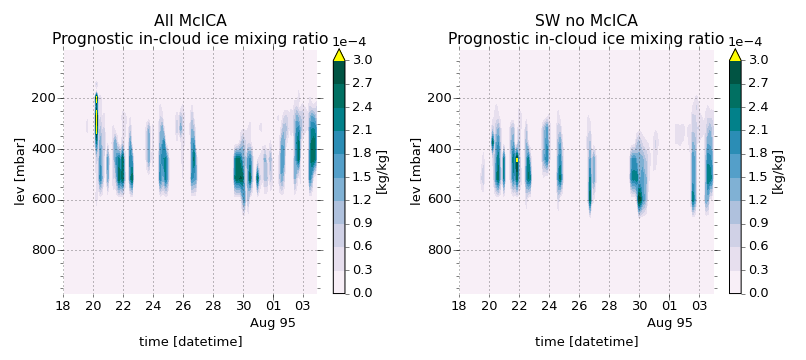 All McICA
Prognostic in-cloud ice mixing ratio
1e−4
3.0
2.7
2.4
2.1
1.8
1.5
1.2
0.9
0.6
0.3
0.0
[kg/kg]
lev [mbar]
200
400
600
800
18 20 22 24 26 28 30 01 03
Aug 95
time [datetime]
SW no McICA
Prognostic in-cloud ice mixing ratio
1e−4
3.0
2.7
2.4
2.1
1.8
1.5
1.2
0.9
0.6
0.3
0.0
[kg/kg]
lev [mbar]
200
400
600
800
18 20 22 24 26 28 30 01 03
Aug 95
time [datetime]